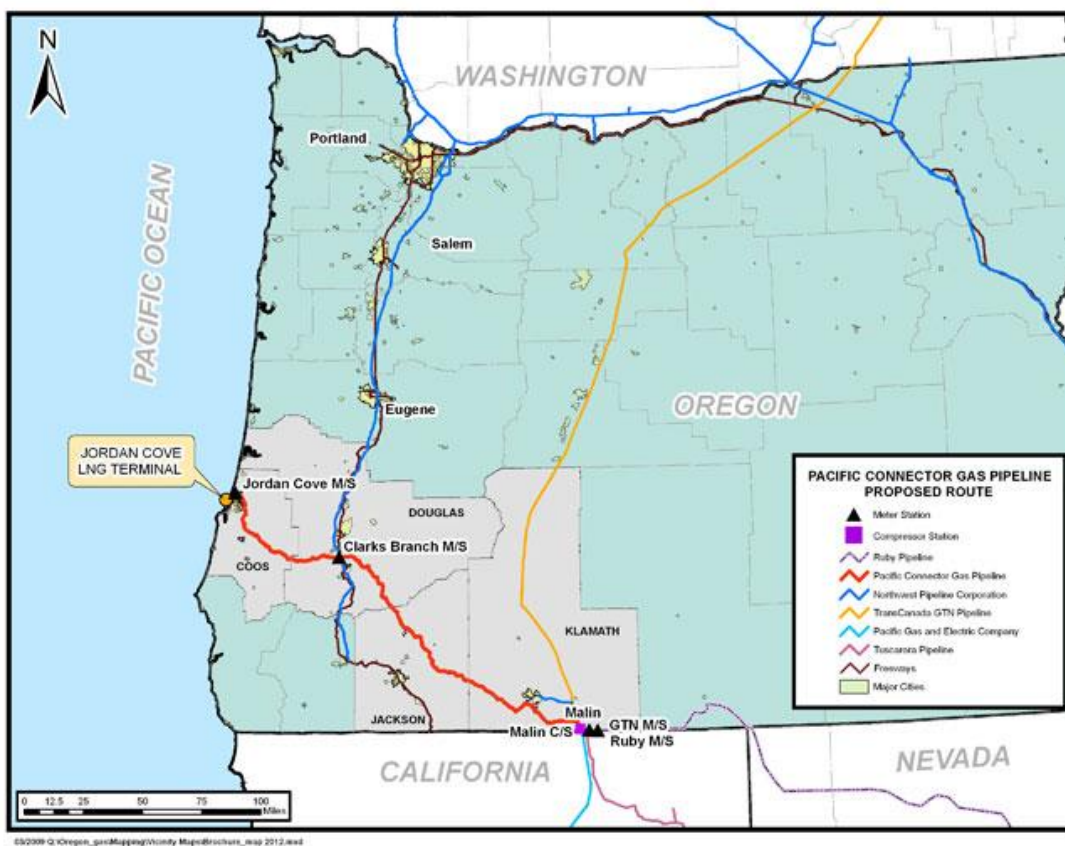 N
WASHINGTON
Portland
Salem
PACIFIC OCEAN
Eugene
OREGON
JORDAN COVE
LNG TERMINAL
Jordan Cove M/S
DOUGLAS
Clarks Branch M/S
COOS
KLAMATH
JACKSON
Malin
Malin C/S
GTN M/S
Ruby M/S
CALIFORNIA
NEVADA
PACIFIC CONNECTOR GAS PIPELINE
PROPOSED ROUTE
Meter Station
Compressor Station
Ruby Pipeline
Pacific Connector Gas Pipeline
Northwest Pipeline Corporation
TransCanada GTN Pipeline
Pacific Gas and Electric Company
Tuscarora Pipeline
Freeways
Major Cities
0 12.5 25 50 75 100
Miles